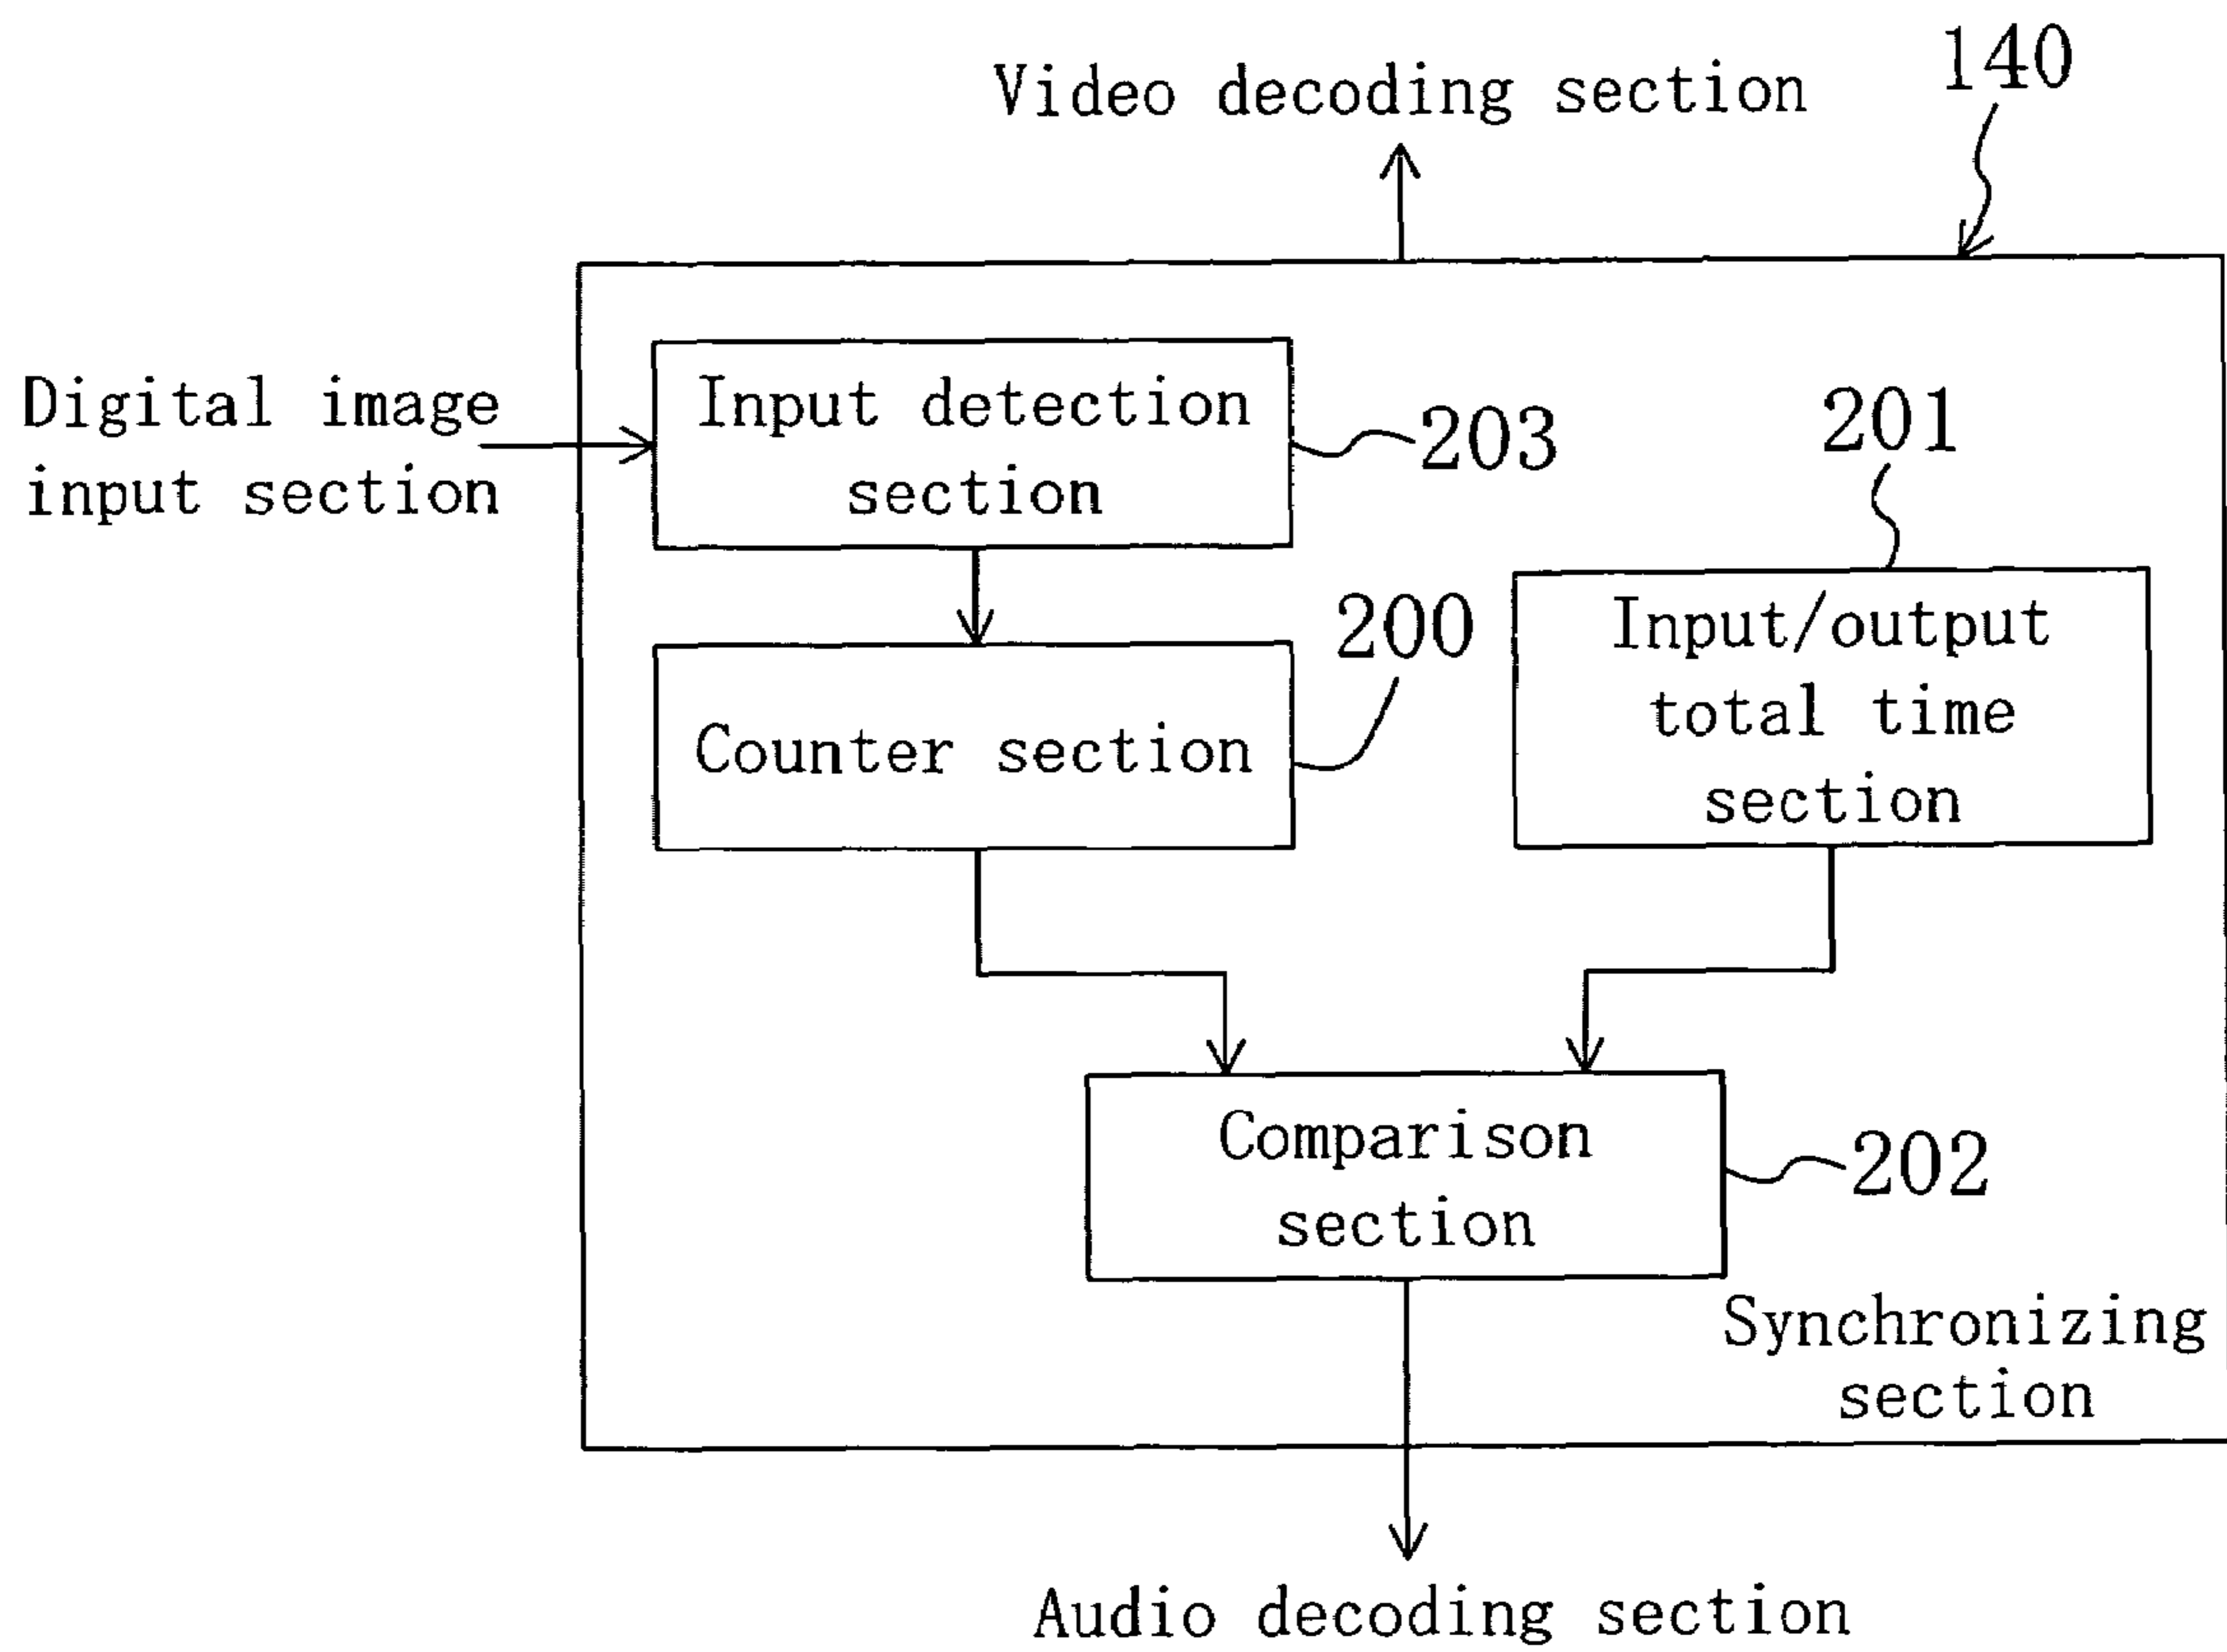 140
Video decoding section
Digital image
input section
Input detection
section
203
201
Input/output
total time
section
200
Counter section
Comparison
section
202
Synchronizing
section
Audio decoding section